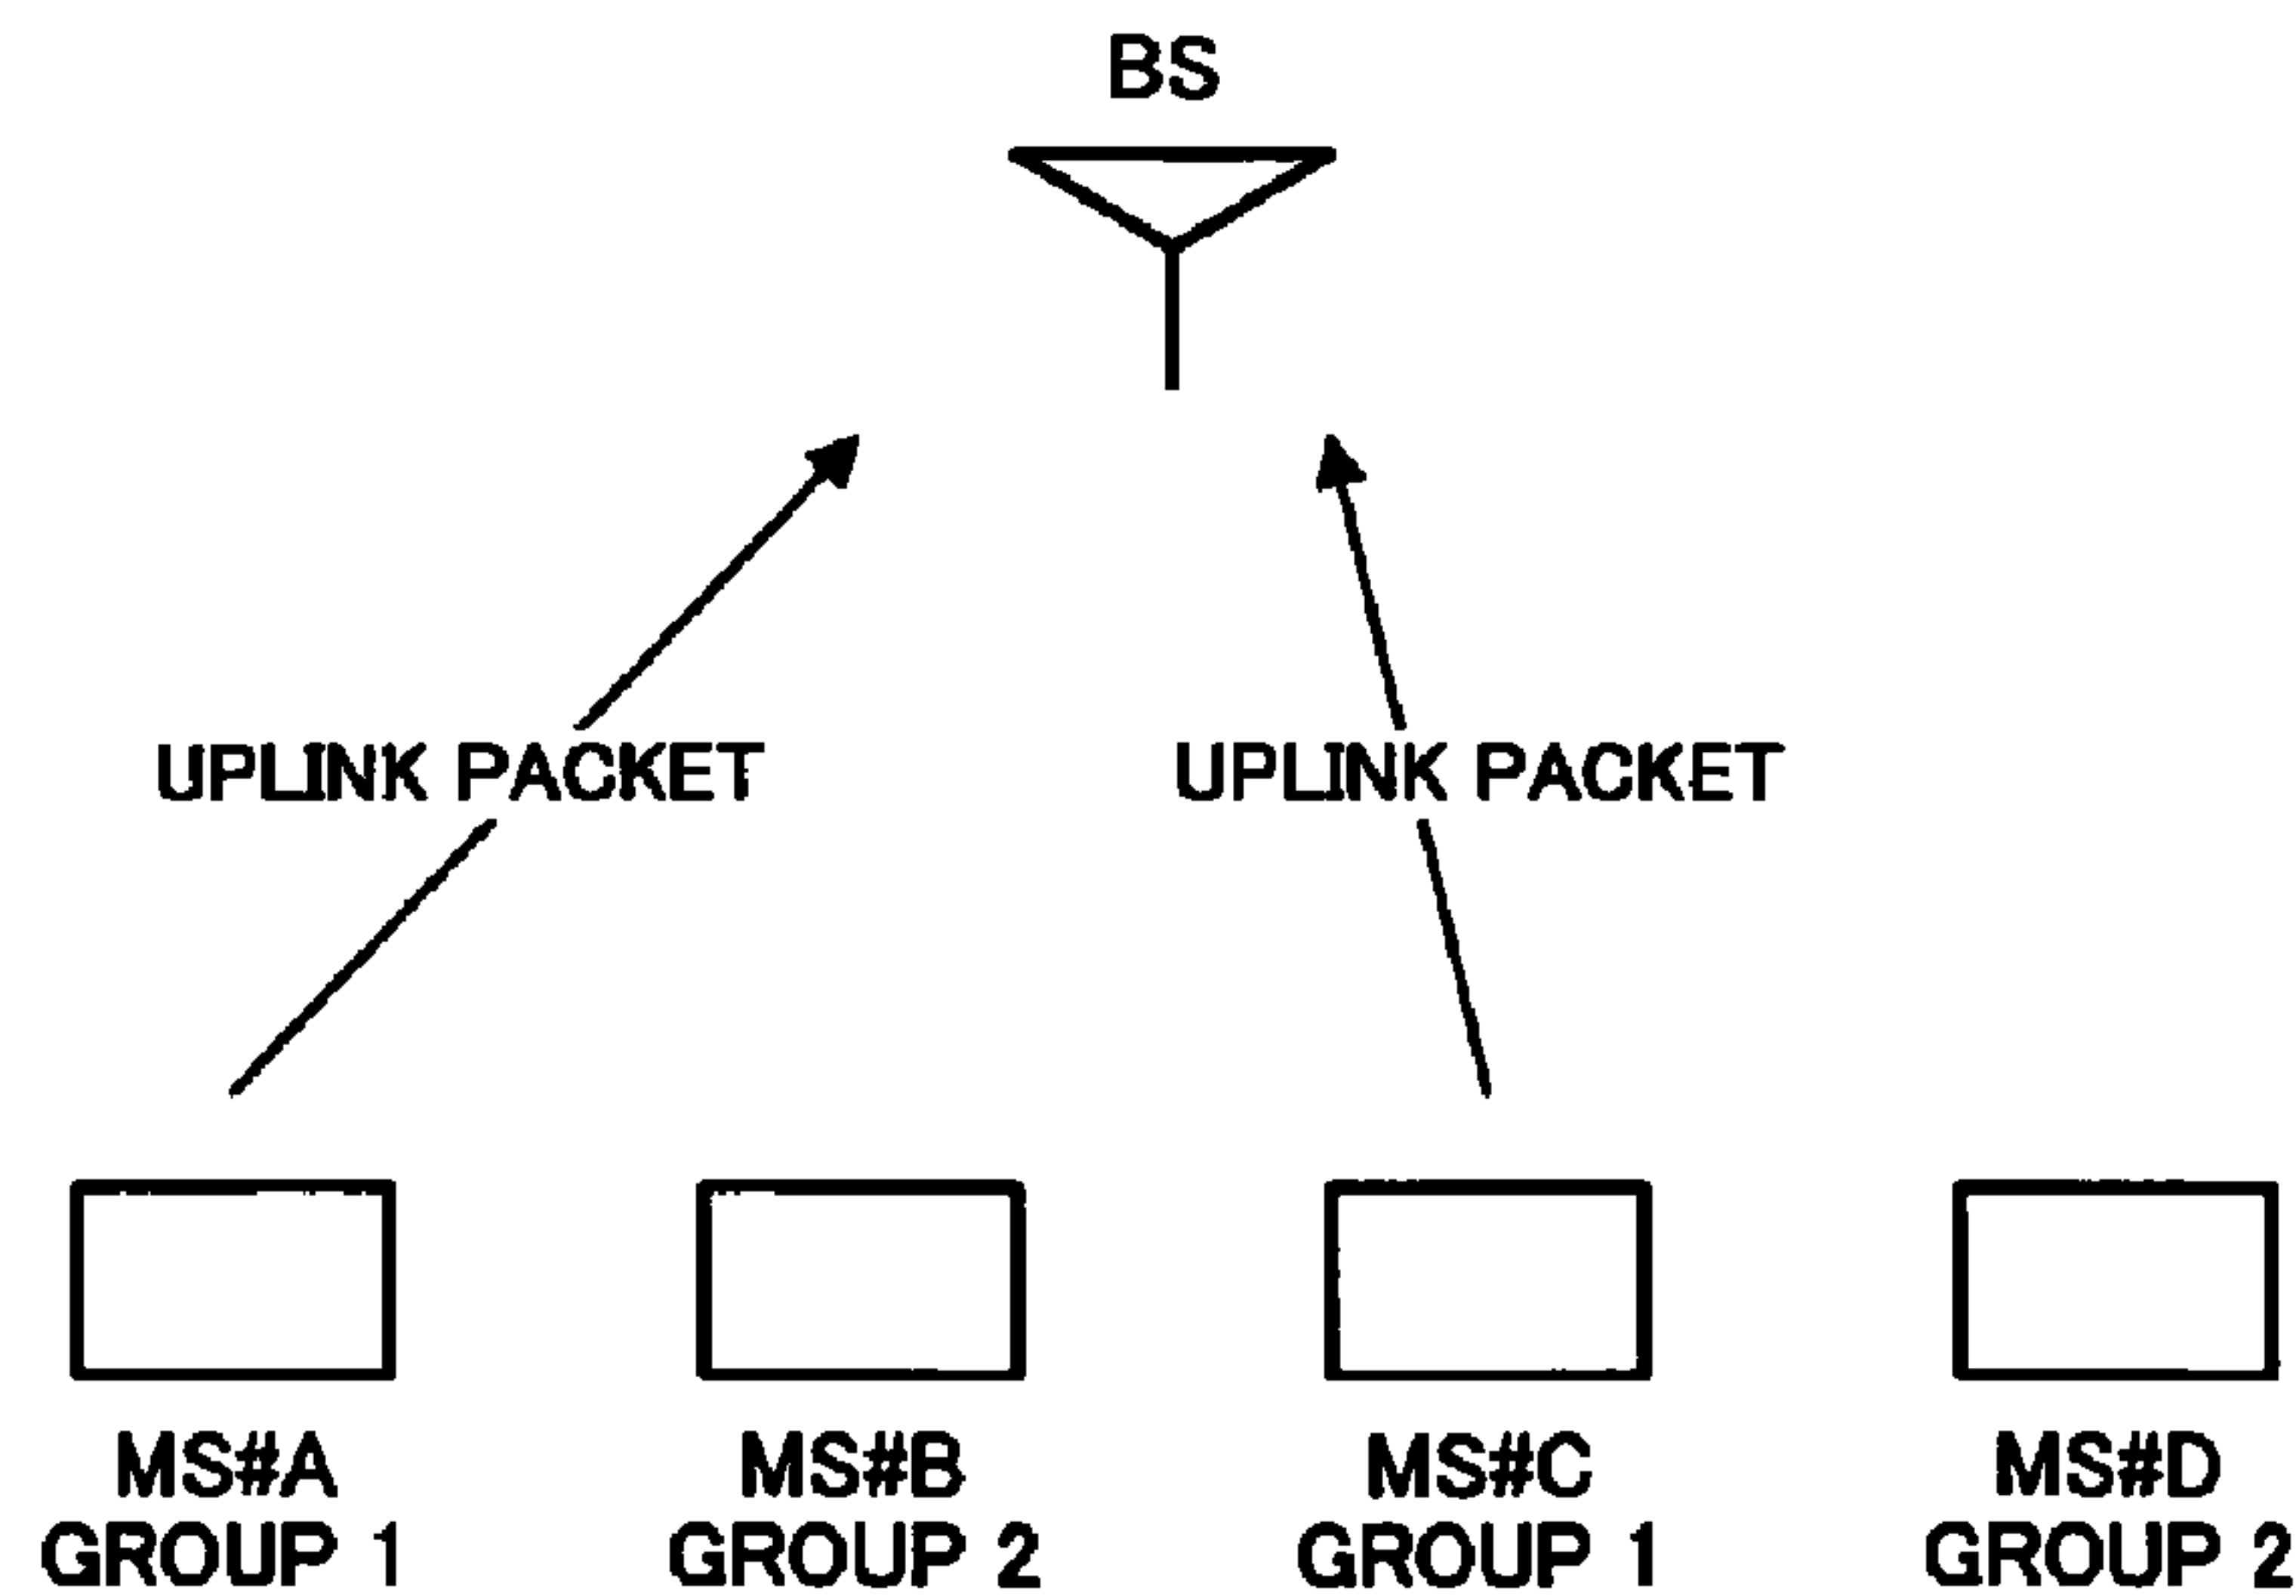 BS
UPLINK PACKET
UPLINK PACKET
MS#A
GROUP 1
MS#B
GROUP 2
MS#C
GROUP 1
MS#D
GROUP 2